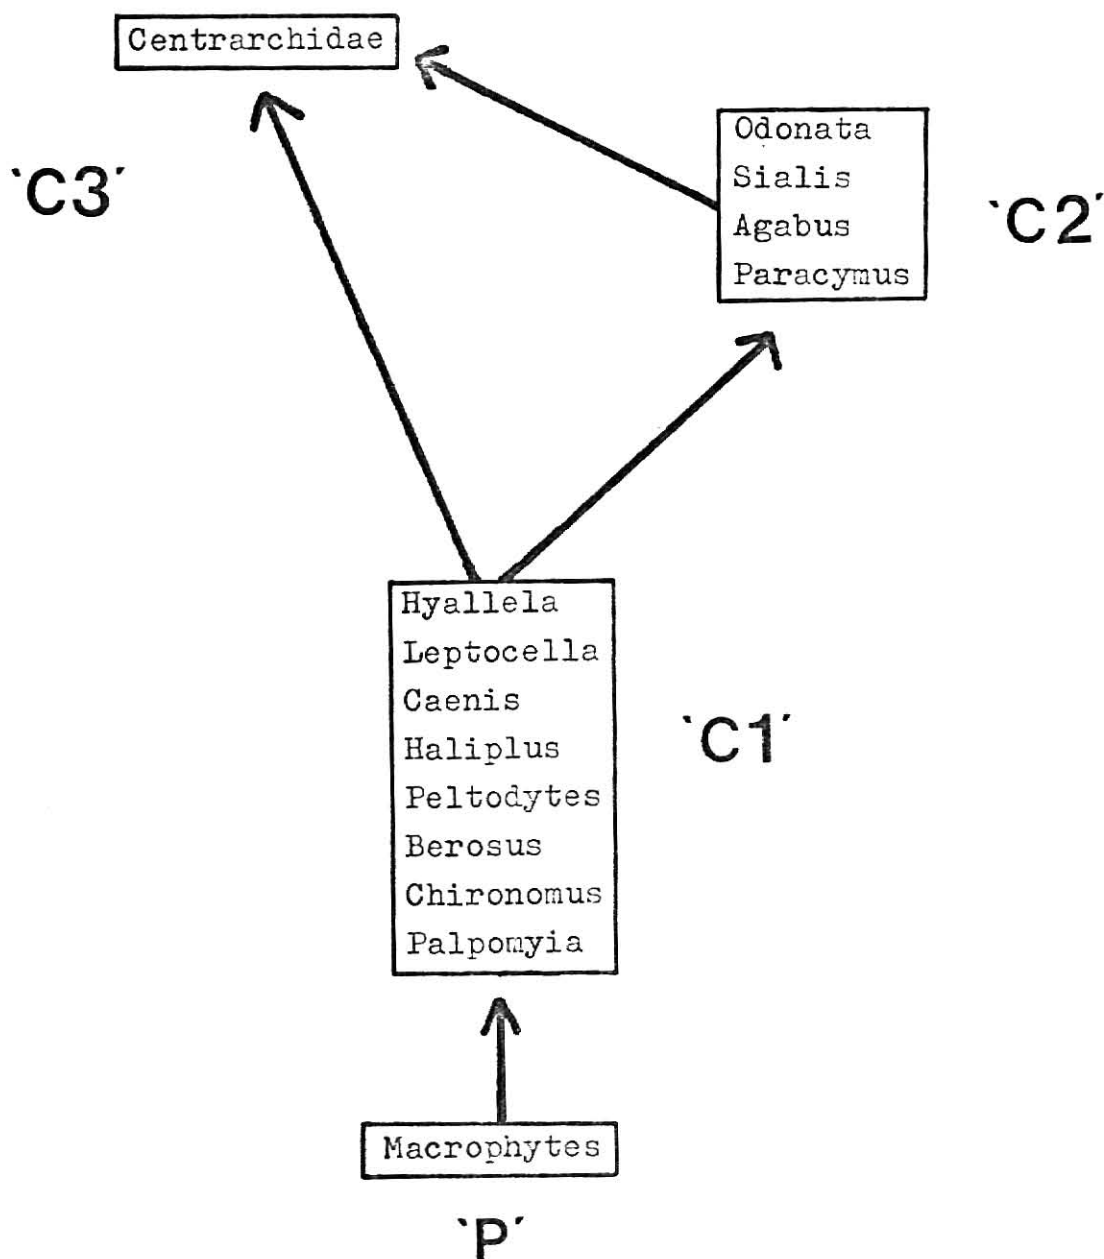 Centrarchidae
'C3'
Odonata
Sialis
Agabus
Paracymus
'C2'
Hyallela
Leptocella
Caenis
Haliplus
Peltodytes
Berosus
Chironomus
Palpomyia
'C1'
Macrophytes
'P'